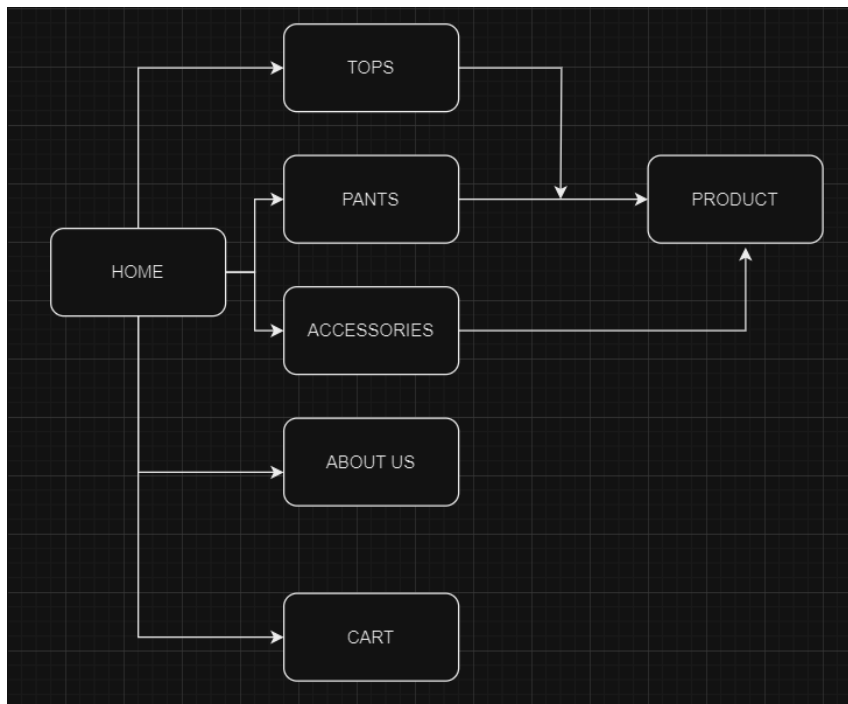 TOPS
PANTS
PRODUCT
HOME
ACCESSORIES
ABOUT US
CART